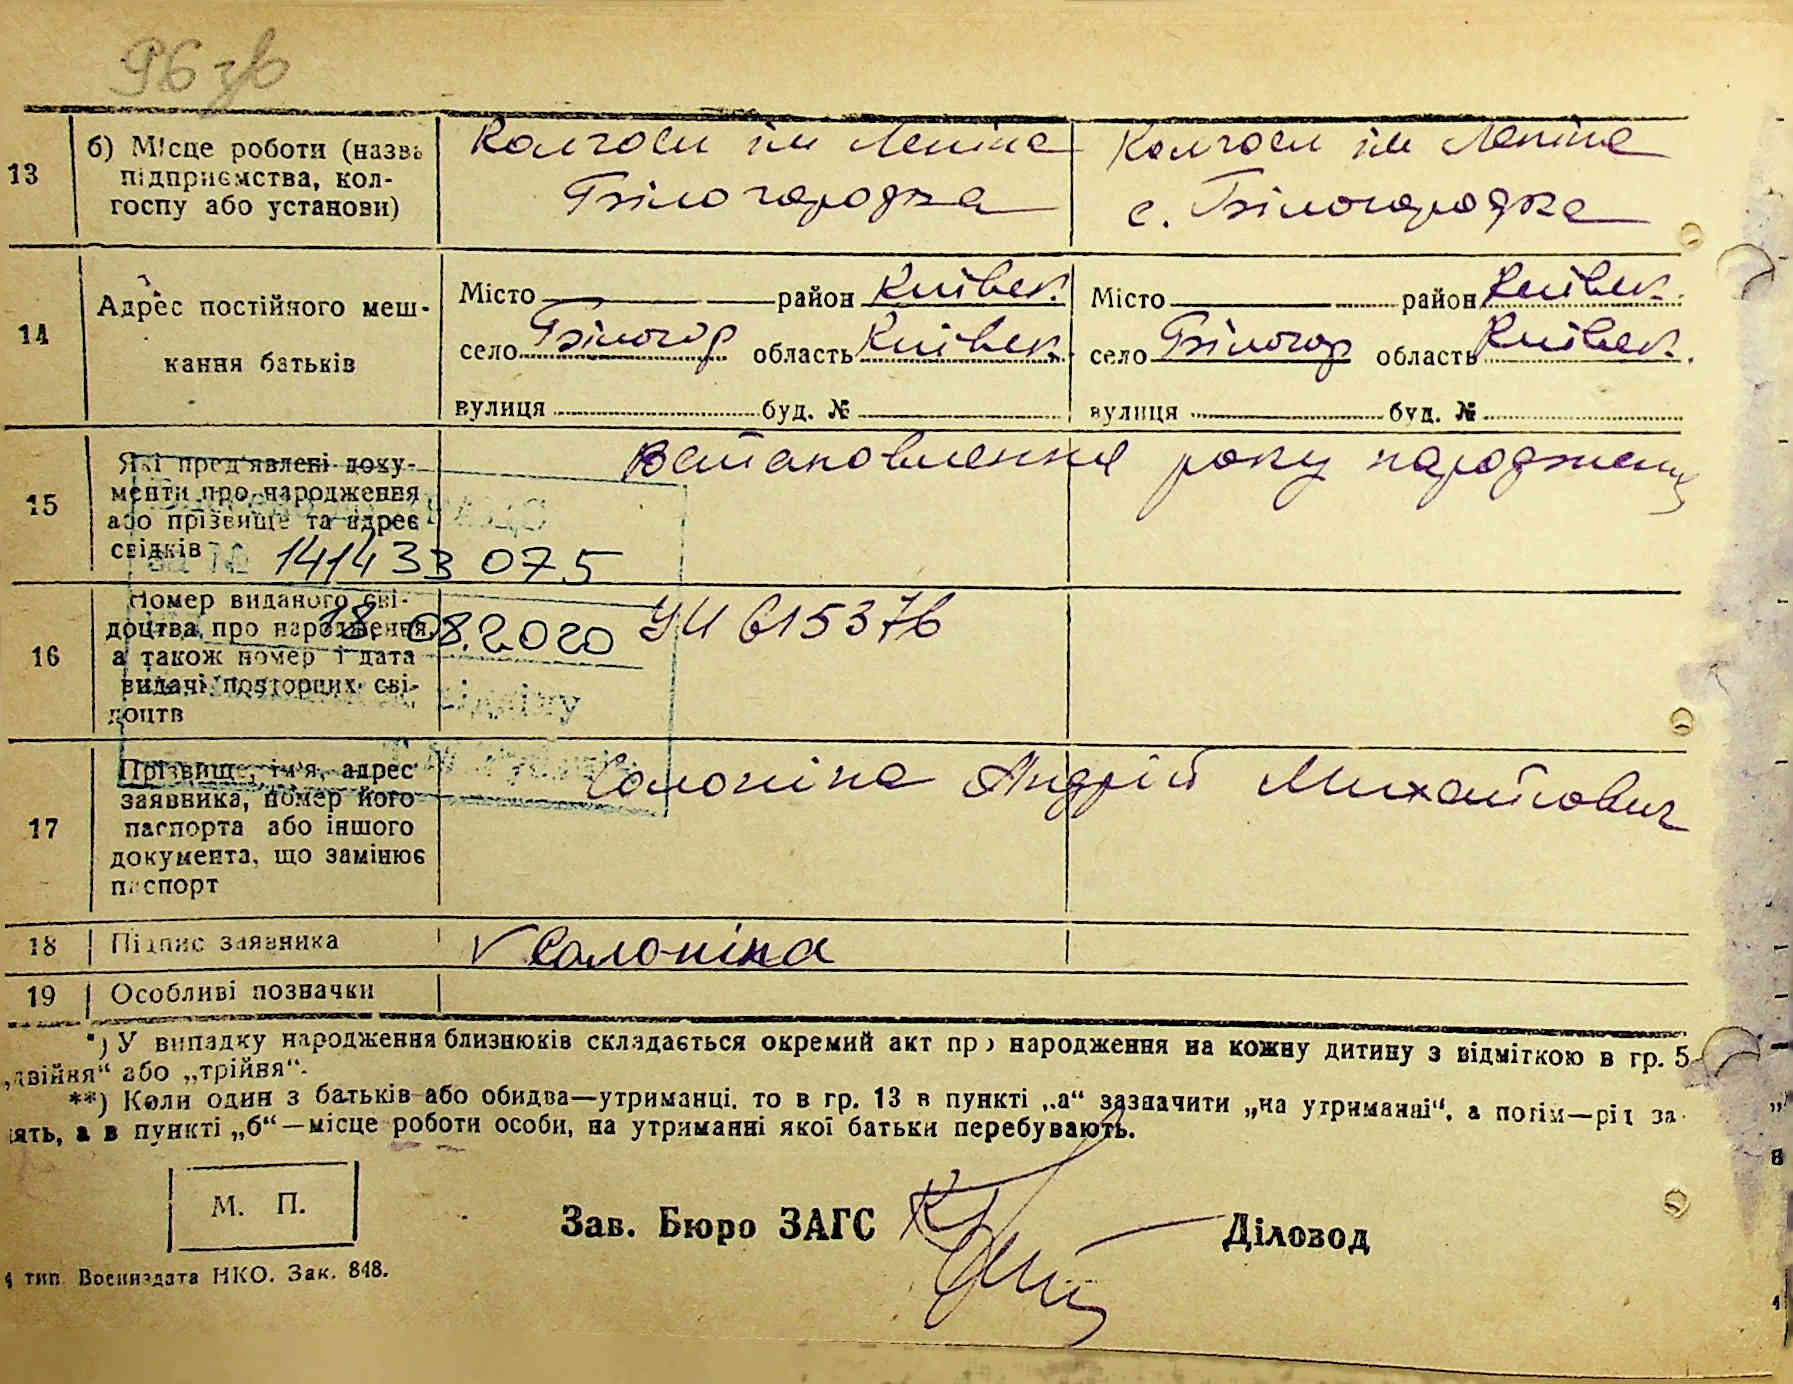 96 зв
13
б) Місце роботи (назва
підприємства, кол-
госпу або установи)
Колгосп ім Леніна
Білогородка
Колгосп ім Леніна
с. Білогородка
14
Адрес постійного меш-
кання батьків
Місто район Київськ.
село Білогор область Київськ.
вулиця буд. №
Місто район Київськ.
село Білогор область Київськ.
вулиця буд. №
15
Які пред'явлені доку-
менти про народження
або прізвище та адрес
свідків
Встановлення року народження
141433 075
16
Номер виданого сві-
доцтва про народження,
а також номер і дата
видачі повторних сві-
доцтв
18.08.2020
УИ 615376
відділу
17
Прізвище, ім'я, адрес
заявника, номер його
паспорта або іншого
документа, що замінює
паспорт
Солоніна Андрій Михайлович
18 Підпис заявника
V Солоніна
19 Особливі позначки
*) У випадку народження близнюків складається окремий акт про народження на кожну дитину з відміткою в гр. 5
„двійня“ або „трійня“.
**) Коли один з батьків або обидва—утриманці, то в гр. 13 в пункті „а“ зазначити „на утриманні“, а потім—рід за-
нять, а в пункті „б“—місце роботи особи, на утриманні якої батьки перебувають.
М. П.
Зав. Бюро ЗАГС
Діловод
тип. Воениздата НКО. Зак. 848.